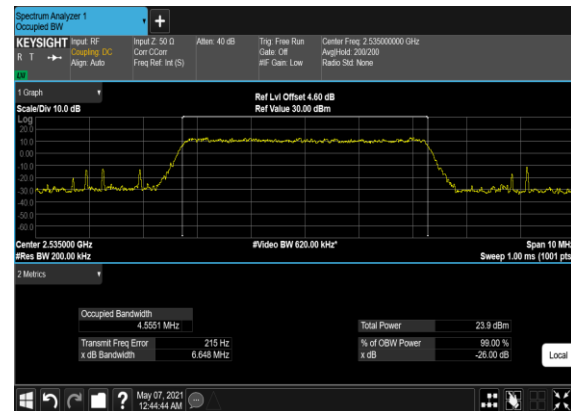 Spectrum Analyzer 1
Occupied BW
+
KEYSIGHT
R T
LVI
Input: RF
Coupling: DC
Align: Auto
Input Z: 50 Ω
Corr CCorr
Freq Ref: Int (S)
Atten: 40 dB
Trig: Free Run
Gate: Off
#IF Gain: Low
Center Freq: 2.535000000 GHz
Avg|Hold: 200/200
Radio Std: None
1 Graph
Scale/Div 10.0 dB
Ref Lvl Offset 4.60 dB
Ref Value 30.00 dBm
Log
20.0
10.0
0.00
-10.0
-20.0
-30.0
-40.0
-50.0
-60.0
Center 2.535000 GHz
#Res BW 200.00 kHz
#Video BW 620.00 kHz*
Span 10 MHz
Sweep 1.00 ms (1001 pts)
2 Metrics
Occupied Bandwidth
4.5551 MHz
Transmit Freq Error 215 Hz
x dB Bandwidth 6.648 MHz
Total Power 23.9 dBm
% of OBW Power 99.00 %
x dB -26.00 dB
Local
?
May 07, 2021
12:44:44 AM